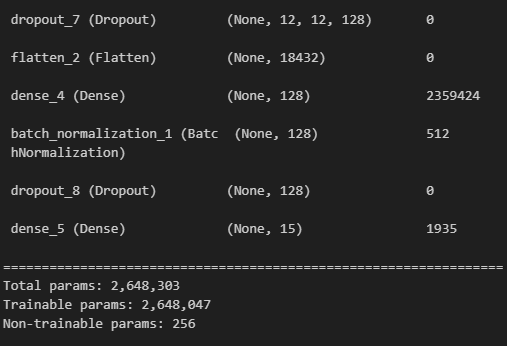 dropout_7 (Dropout) (None, 12, 12, 128) 0
flatten_2 (Flatten) (None, 18432) 0
dense_4 (Dense) (None, 128) 2359424
batch_normalization_1 (Batc (None, 128) 512
hNormalization)
dropout_8 (Dropout) (None, 128) 0
dense_5 (Dense) (None, 15) 1935
=================================================================
Total params: 2,648,303
Trainable params: 2,648,047
Non-trainable params: 256